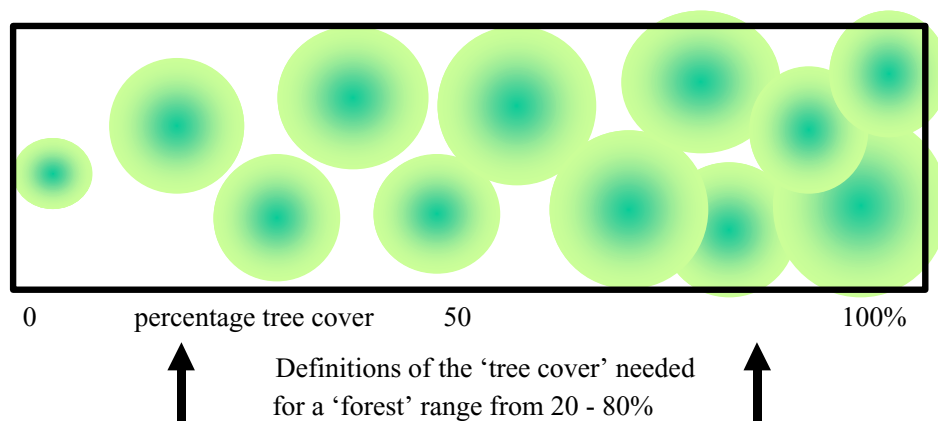 0 percentage tree cover 50 100%
Definitions of the ‘tree cover’ needed
for a ‘forest’ range from 20 - 80%